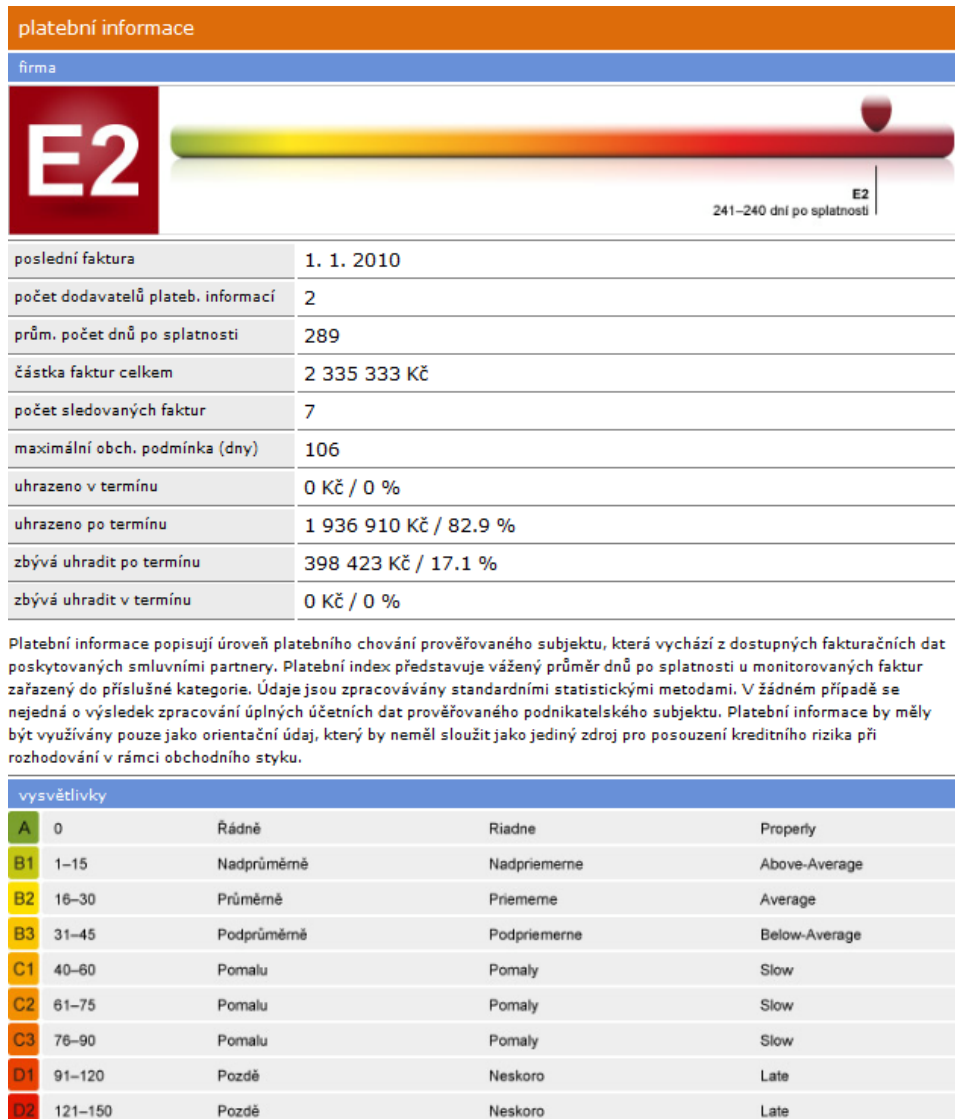 platební informace
firma
E2
E2
241–240 dní po splatnosti
poslední faktura 1. 1. 2010
počet dodavatelů plateb. informací 2
prům. počet dnů po splatnosti 289
částka faktur celkem 2 335 333 Kč
počet sledovaných faktur 7
maximální obch. podmínka (dny) 106
uhrazeno v termínu 0 Kč / 0 %
uhrazeno po termínu 1 936 910 Kč / 82.9 %
zbývá uhradit po termínu 398 423 Kč / 17.1 %
zbývá uhradit v termínu 0 Kč / 0 %
Platební informace popisují úroveň platebního chování prověřovaného subjektu, která vychází z dostupných fakturačních dat
poskytovaných smluvními partnery. Platební index představuje vážený průměr dnů po splatnosti u monitorovaných faktur
zařazený do příslušné kategorie. Údaje jsou zpracovávány standardními statistickými metodami. V žádném případě se
nejedná o výsledek zpracování úplných účetních dat prověřovaného podnikatelského subjektu. Platební informace by měly
být využívány pouze jako orientační údaj, který by neměl sloužit jako jediný zdroj pro posouzení kreditního rizika při
rozhodování v rámci obchodního styku.
vysvětlivky
A 0 Řádně Riadne Properly
B1 1–15 Nadprůměrně Nadpriemerne Above-Average
B2 16–30 Průměrně Priemerne Average
B3 31–45 Podprůměrně Podpriemerne Below-Average
C1 40–60 Pomalu Pomaly Slow
C2 61–75 Pomalu Pomaly Slow
C3 76–90 Pomalu Pomaly Slow
D1 91–120 Pozdě Neskoro Late
D2 121–150 Pozdě Neskoro Late